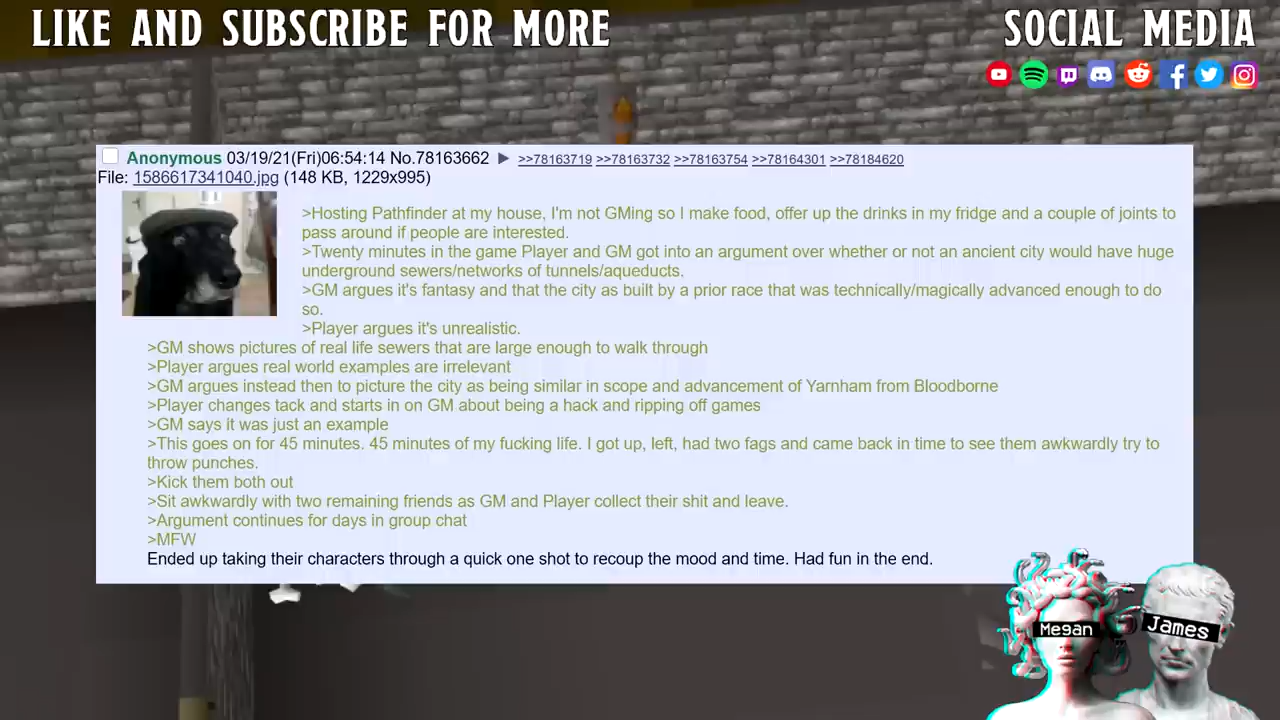 LIKE AND SUBSCRIBE FOR MORE
SOCIAL MEDIA
Anonymous 03/19/21(Fri)06:54:14 No.78163662 ▶ >>78163719 >>78163732 >>78163754 >>78164301 >>78184620
File: 1586617341040.jpg (148 KB, 1229x995)
>Hosting Pathfinder at my house, I'm not GMing so I make food, offer up the drinks in my fridge and a couple of joints to
pass around if people are interested.
>Twenty minutes in the game Player and GM got into an argument over whether or not an ancient city would have huge
underground sewers/networks of tunnels/aqueducts.
>GM argues it's fantasy and that the city as built by a prior race that was technically/magically advanced enough to do
so.
>Player argues it's unrealistic.
>GM shows pictures of real life sewers that are large enough to walk through
>Player argues real world examples are irrelevant
>GM argues instead then to picture the city as being similar in scope and advancement of Yarnham from Bloodborne
>Player changes tack and starts in on GM about being a hack and ripping off games
>GM says it was just an example
>This goes on for 45 minutes. 45 minutes of my fucking life. I got up, left, had two fags and came back in time to see them awkwardly try to
throw punches.
>Kick them both out
>Sit awkwardly with two remaining friends as GM and Player collect their shit and leave.
>Argument continues for days in group chat
>MFW
Ended up taking their characters through a quick one shot to recoup the mood and time. Had fun in the end.
Megan
James